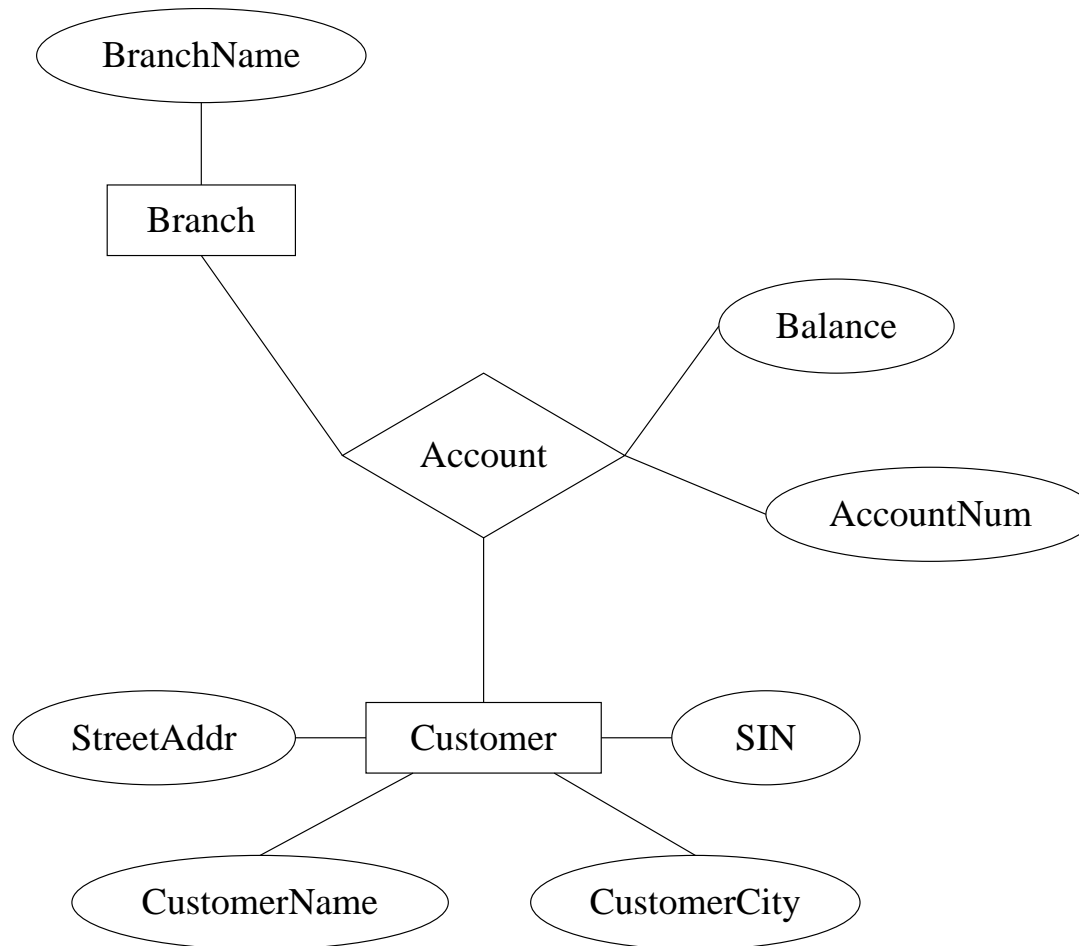 BranchName
Branch
Balance
Account
AccountNum
StreetAddr
Customer
SIN
CustomerName
CustomerCity